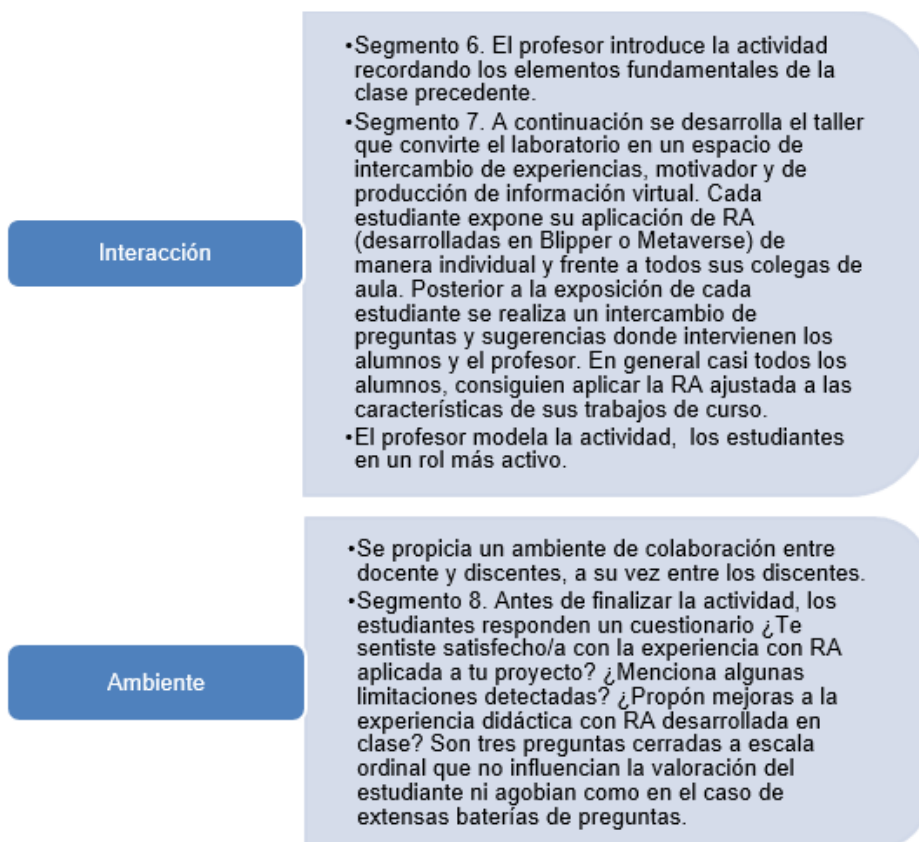 Interacción
•Segmento 6. El profesor introduce la actividad
recordando los elementos fundamentales de la
clase precedente.
•Segmento 7. A continuación se desarrolla el taller
que convirte el laboratorio en un espacio de
intercambio de experiencias, motivador y de
producción de información virtual. Cada
estudiante expone su aplicación de RA
(desarrolladas en Blipper o Metaverse) de
manera individual y frente a todos sus colegas de
aula. Posterior a la exposición de cada
estudiante se realiza un intercambio de
preguntas y sugerencias donde intervienen los
alumnos y el profesor. En general casi todos los
alumnos, consiguien aplicar la RA ajustada a las
características de sus trabajos de curso.
•El profesor modela la actividad, los estudiantes
en un rol más activo.
Ambiente
•Se propicia un ambiente de colaboración entre
docente y discentes, a su vez entre los discentes.
•Segmento 8. Antes de finalizar la actividad, los
estudiantes responden un cuestionario ¿Te
sentiste satisfecho/a con la experiencia con RA
aplicada a tu proyecto? ¿Menciona algunas
limitaciones detectadas? ¿Propón mejoras a la
experiencia didáctica con RA desarrollada en
clase? Son tres preguntas cerradas a escala
ordinal que no influencian la valoración del
estudiante ni agobian como en el caso de
extensas baterías de preguntas.